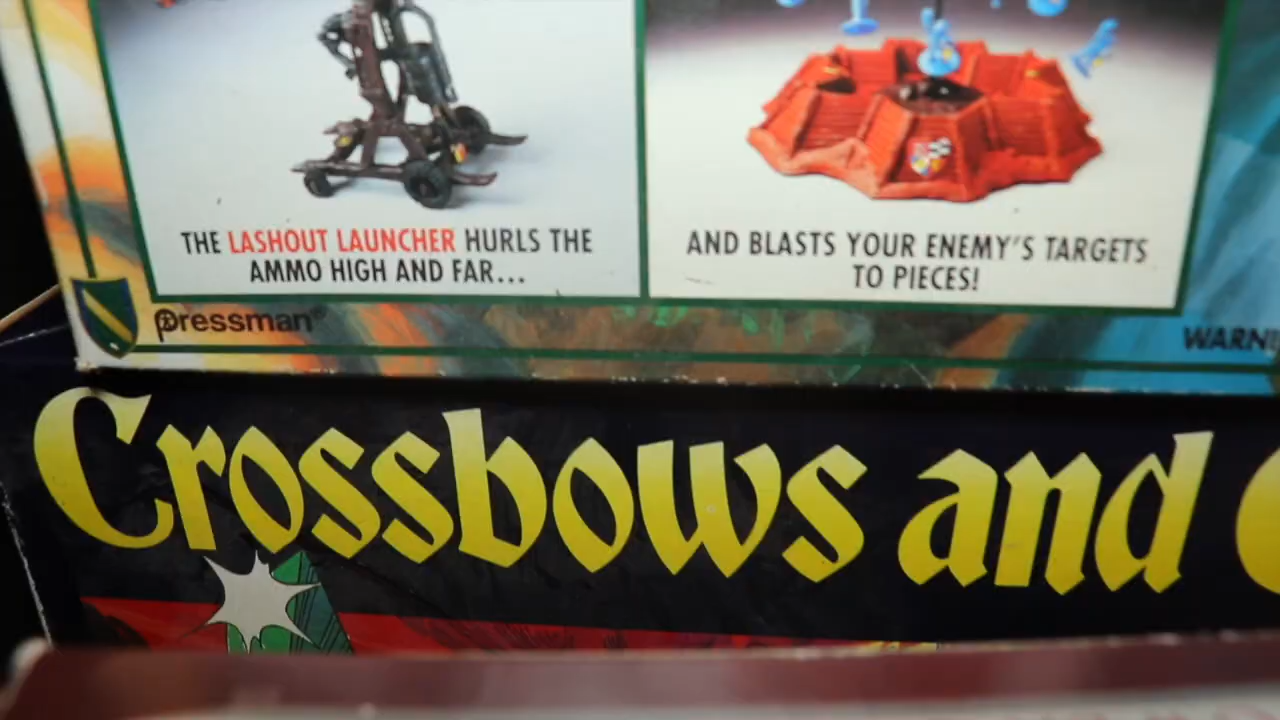 THE LASHOUT LAUNCHER HURLS THE
AMMO HIGH AND FAR...
AND BLASTS YOUR ENEMY'S TARGETS
TO PIECES!
Pressman®
Crossbows and